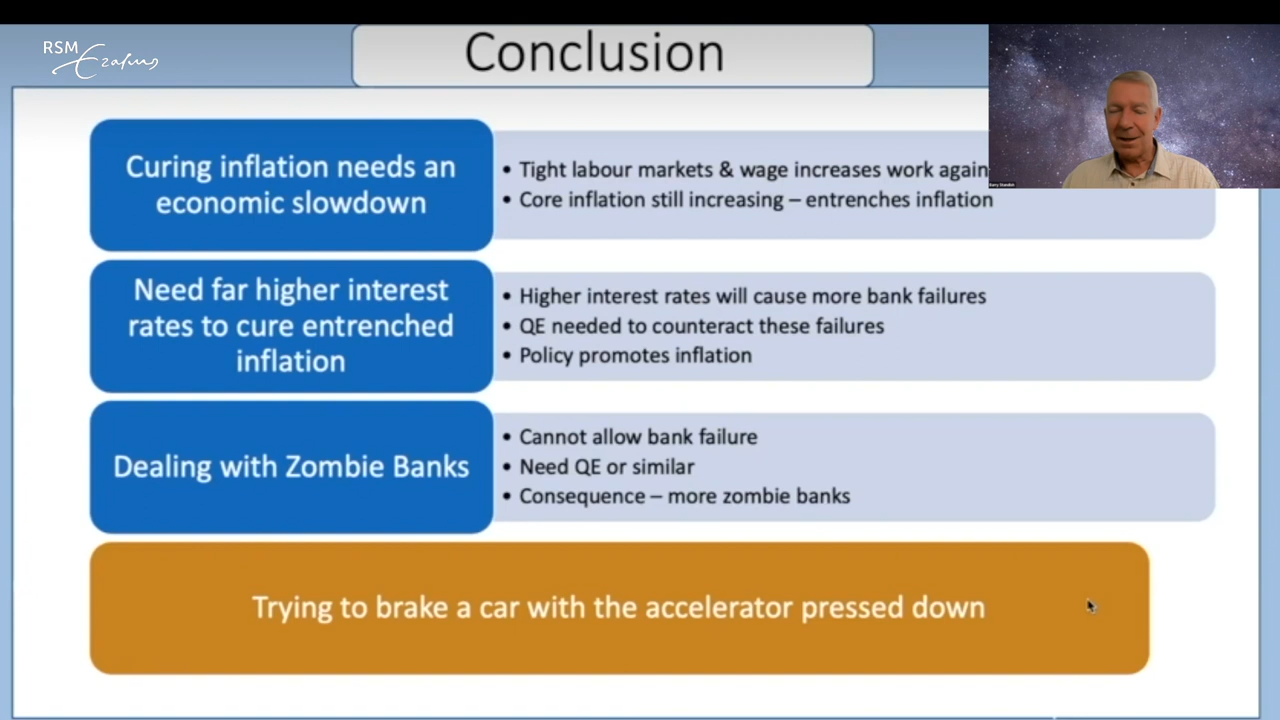 RSM
Erasmus
Conclusion
Curing inflation needs an
economic slowdown
• Tight labour markets & wage increases work again
• Core inflation still increasing – entrenches inflation
Need far higher interest
rates to cure entrenched
inflation
• Higher interest rates will cause more bank failures
• QE needed to counteract these failures
• Policy promotes inflation
Dealing with Zombie Banks
• Cannot allow bank failure
• Need QE or similar
• Consequence – more zombie banks
Trying to brake a car with the accelerator pressed down